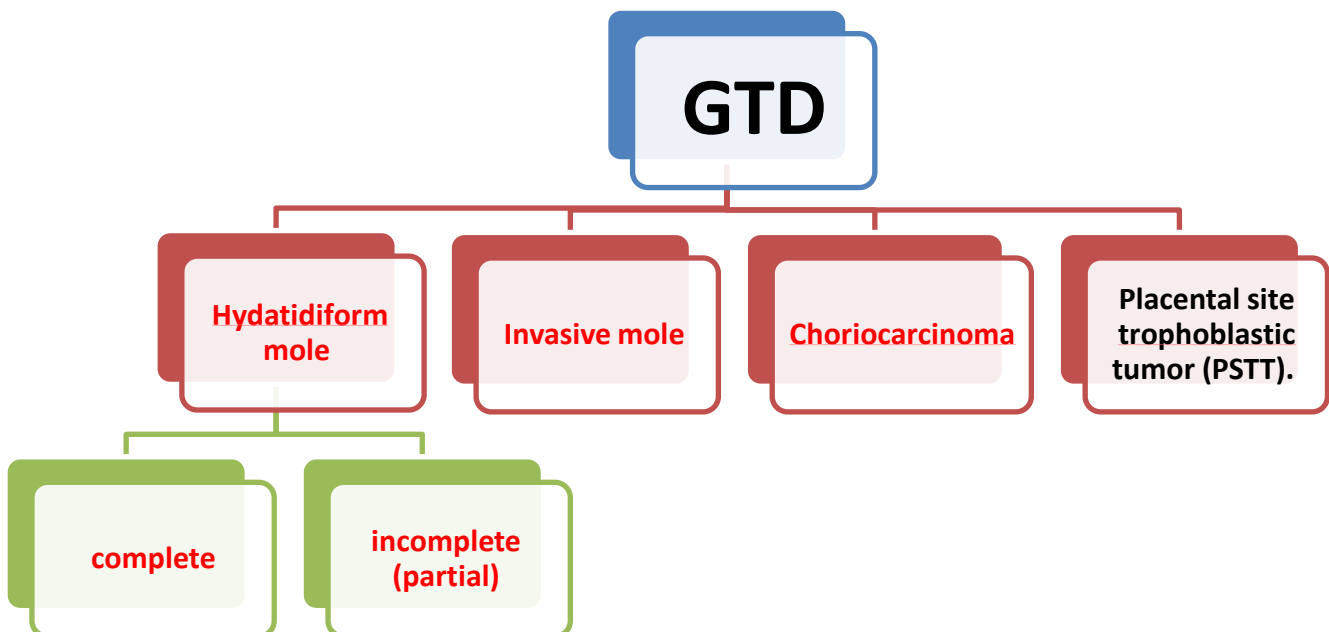 GTD
Hydatidiform
mole
Invasive mole
Choriocarcinoma
Placental site
trophoblastic
tumor (PSTT).
complete
incomplete
(partial)